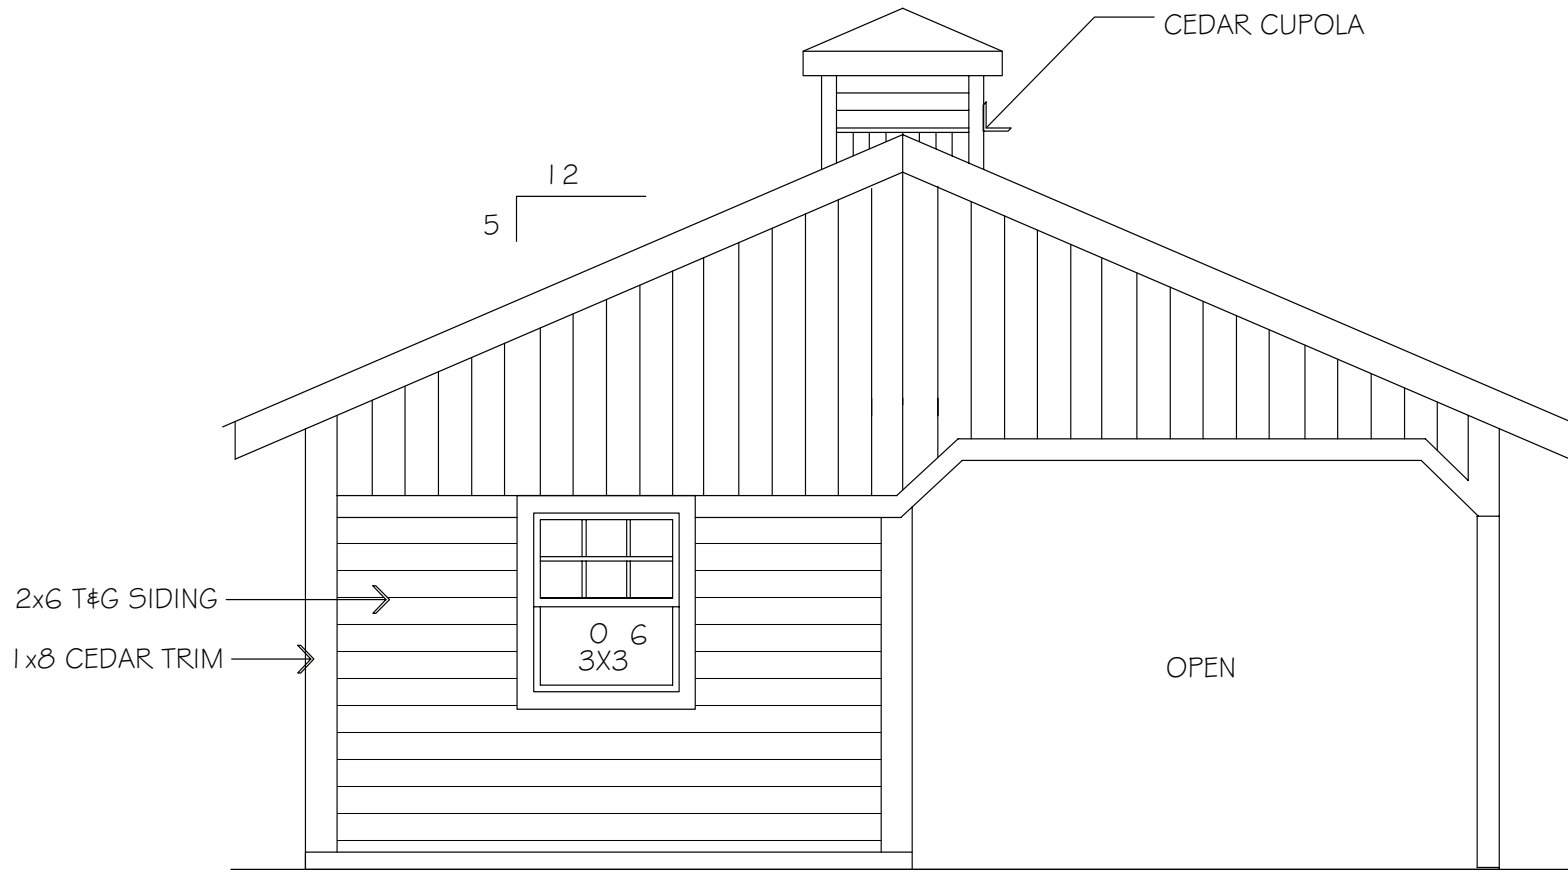 CEDAR CUPOLA
12
5
2x6 T&G SIDING
1x8 CEDAR TRIM
0 6
3X3
OPEN